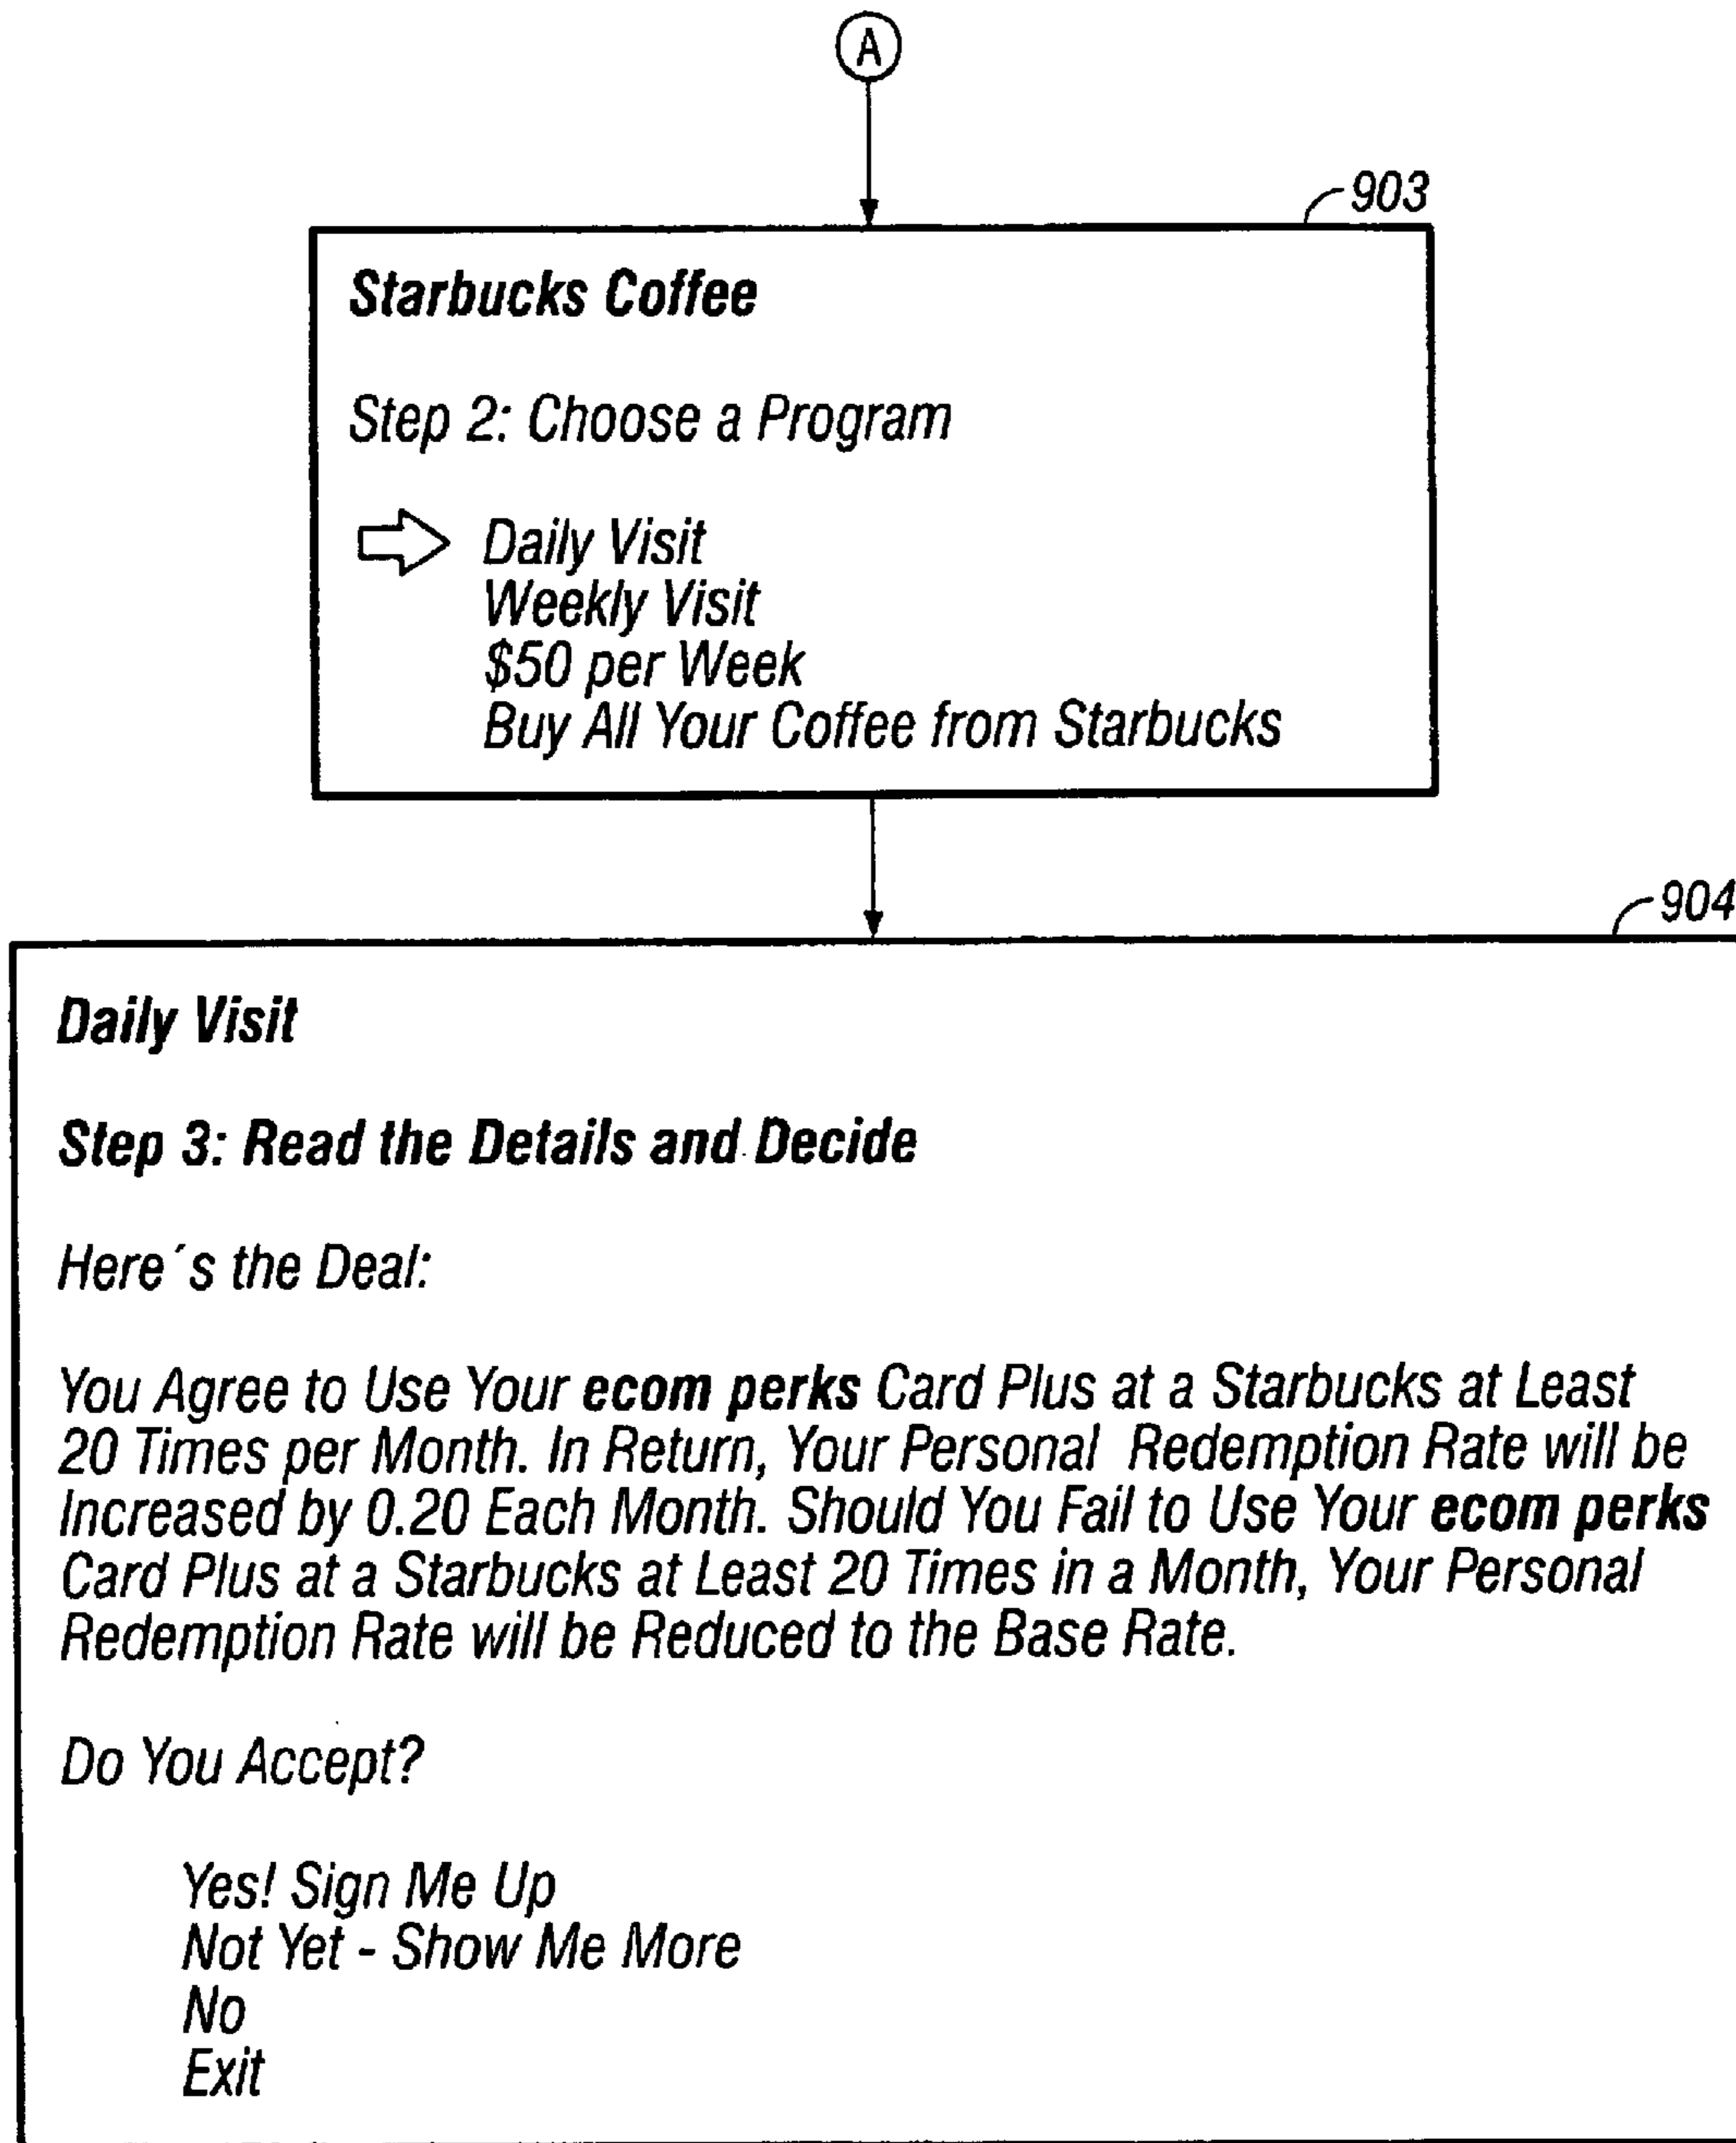 A
903
Starbucks Coffee
Step 2: Choose a Program
Daily Visit
Weekly Visit
$50 per Week
Buy All Your Coffee from Starbucks
904
Daily Visit
Step 3: Read the Details and Decide
Here´s the Deal:
You Agree to Use Your ecom perks Card Plus at a Starbucks at Least
20 Times per Month. In Return, Your Personal Redemption Rate will be
Increased by 0.20 Each Month. Should You Fail to Use Your ecom perks
Card Plus at a Starbucks at Least 20 Times in a Month, Your Personal
Redemption Rate will be Reduced to the Base Rate.
Do You Accept?
Yes! Sign Me Up
Not Yet - Show Me More
No
Exit